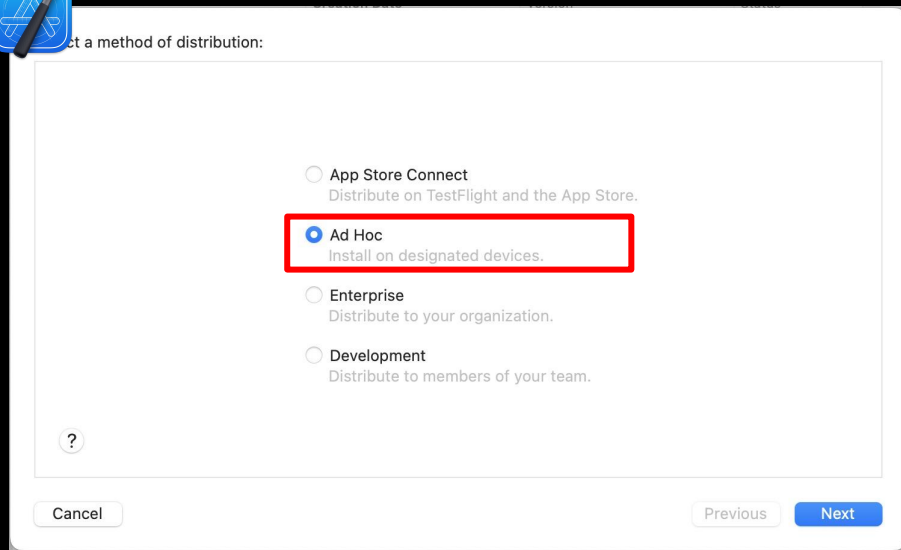 ct a method of distribution:
App Store Connect
Distribute on TestFlight and the App Store.
Ad Hoc
Install on designated devices.
Enterprise
Distribute to your organization.
Development
Distribute to members of your team.
?
Cancel
Previous
Next